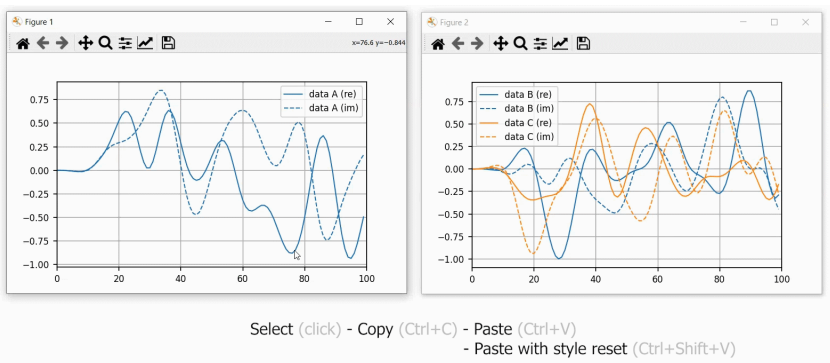 Figure 1
x=76.6 y=−0.844
data A (re)
data A (im)
0.75
0.50
0.25
0.00
−0.25
−0.50
−0.75
−1.00
0 20 40 60 80 100
Figure 2
data B (re)
data B (im)
data C (re)
data C (im)
0.75
0.50
0.25
0.00
−0.25
−0.50
−0.75
−1.00
0 20 40 60 80 100
Select (click) - Copy (Ctrl+C) - Paste (Ctrl+V)
- Paste with style reset (Ctrl+Shift+V)